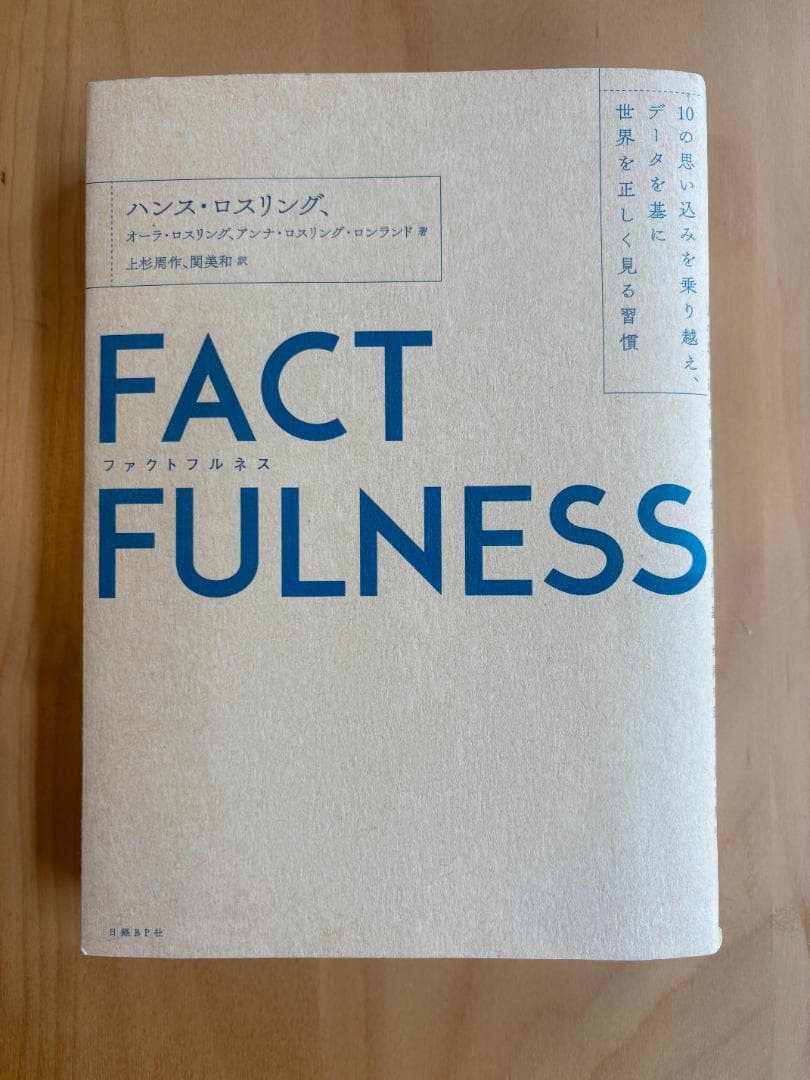 10の思い込みを乗り越え、
データを基に
世界を正しく見る習慣
ハンス・ロスリング、
オーラ・ロスリング、アンナ・ロスリング・ロンランド 著
上杉周作、関美和 訳
FACT
ファクトフルネス
FULNESS
日経BP社